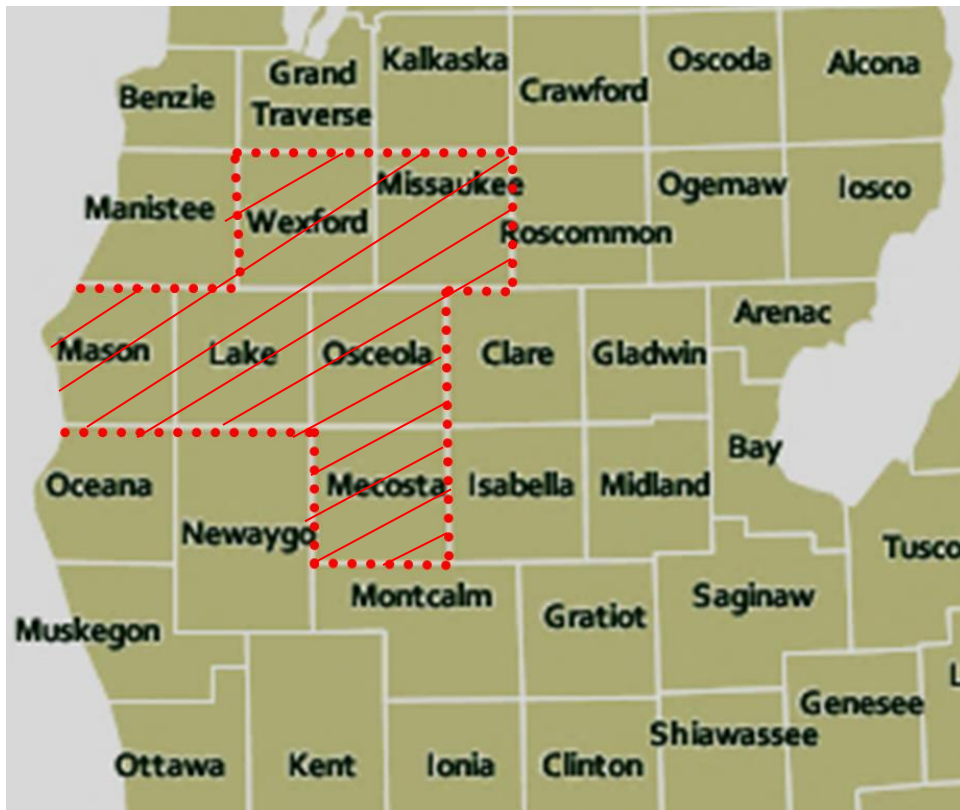 Kalkaska
Oscoda
Alcona
Grand
Traverse
Benzie
Crawford
Missaukee
Ogemaw
Iosco
Manistee
Wexford
Roscommon
Arenac
Mason
Lake
Osceola
Clare
Gladwin
Bay
Oceana
Mecosta
Isabella
Midland
Newaygo
Tusco
Montcalm
Saginaw
Gratiot
Muskegon
L
Genesee
Shiawassee
Ottawa
Kent
Ionia
Clinton